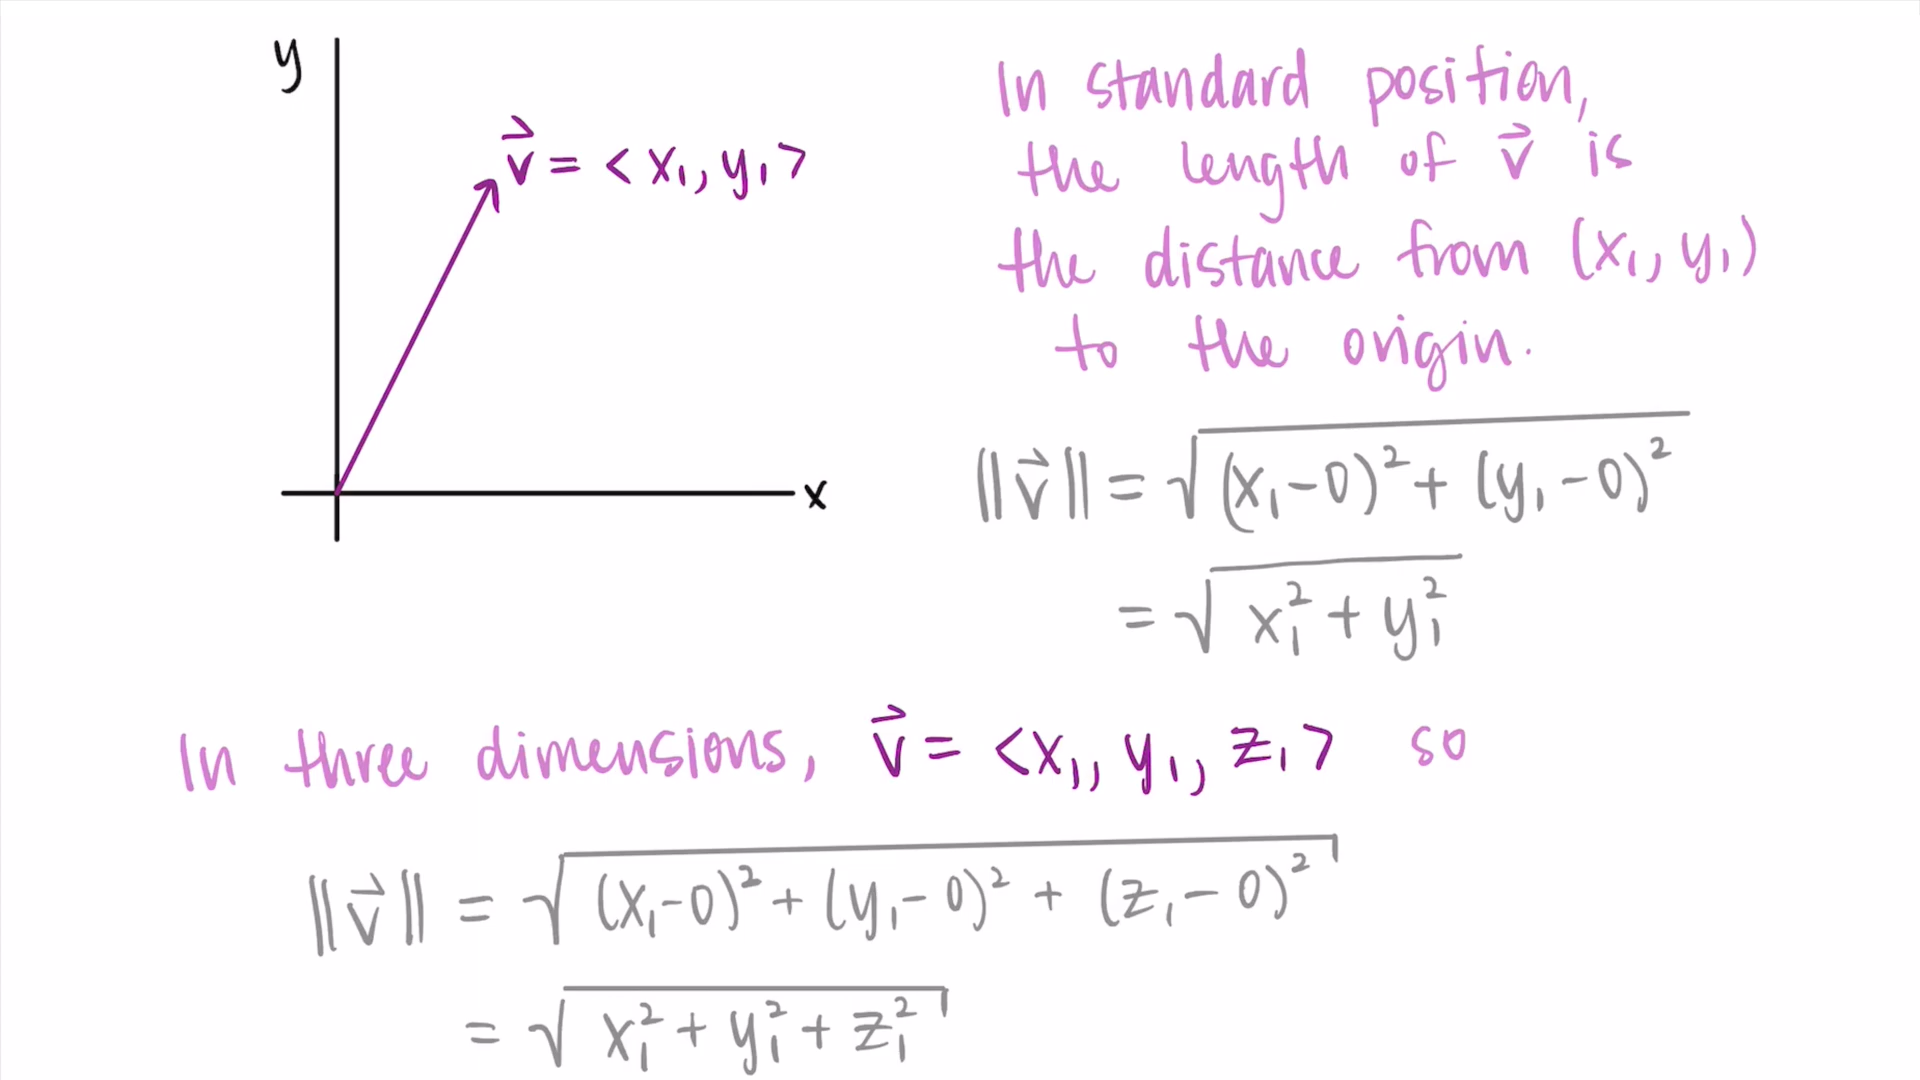 y
v⃗ = <x₁, y₁>
x
In standard position,
the length of v⃗ is
the distance from (x₁, y₁)
to the origin.
||v⃗|| = √((x₁-0)² + (y₁-0)²)
= √(x₁² + y₁²)
In three dimensions, v⃗ = <x₁, y₁, z₁> so
||v⃗|| = √((x₁-0)² + (y₁-0)² + (z₁-0)²)
= √(x₁² + y₁² + z₁²)